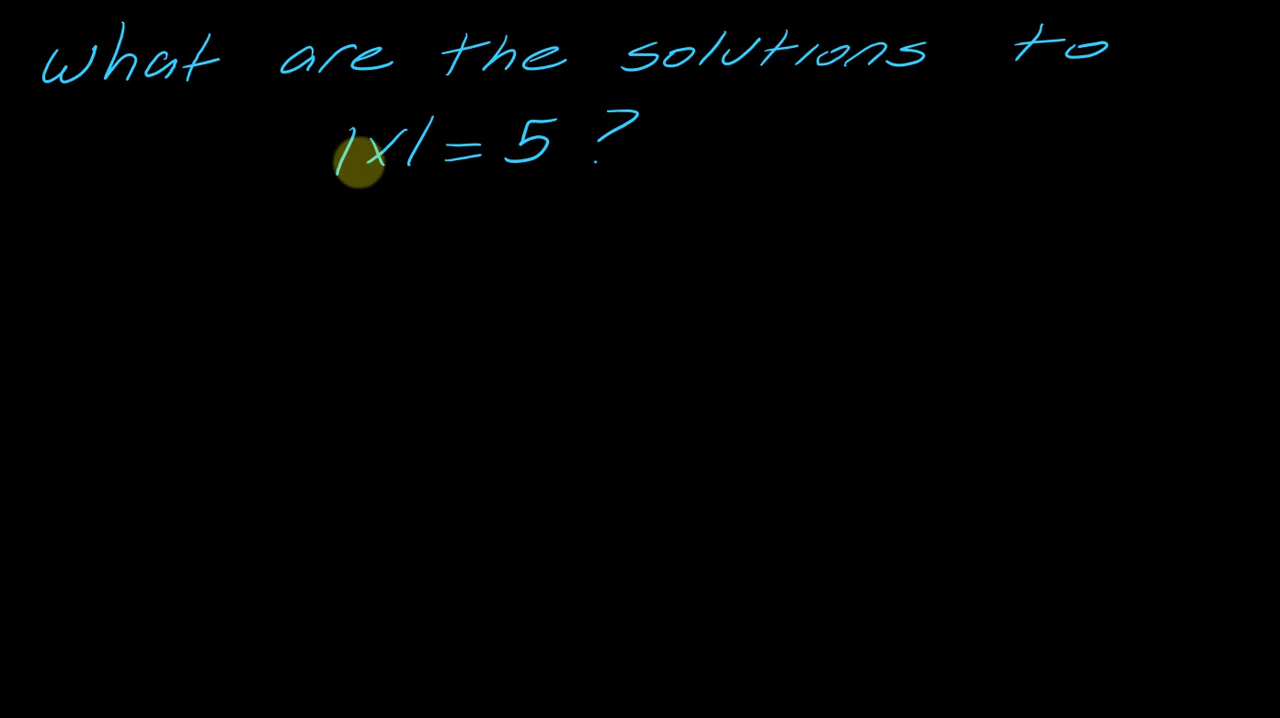 what are the solutions to
|x| = 5 ?